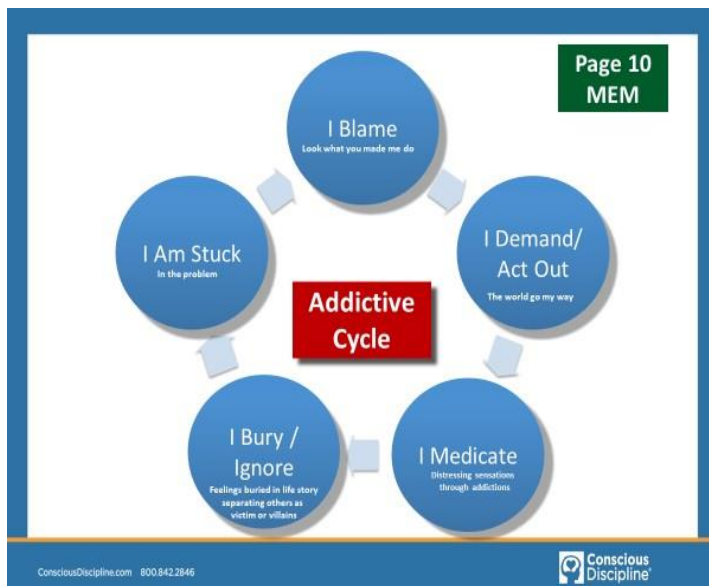 Page 10
MEM
I Blame
Look what you made me do
I Demand/
Act Out
The world go my way
I Medicate
Distressing sensations
through addictions
I Bury /
Ignore
Feelings buried in life story
separating others as
victim or villains
I Am Stuck
In the problem
Addictive
Cycle
ConsciousDiscipline.com 800.842.2846
Conscious
Discipline®